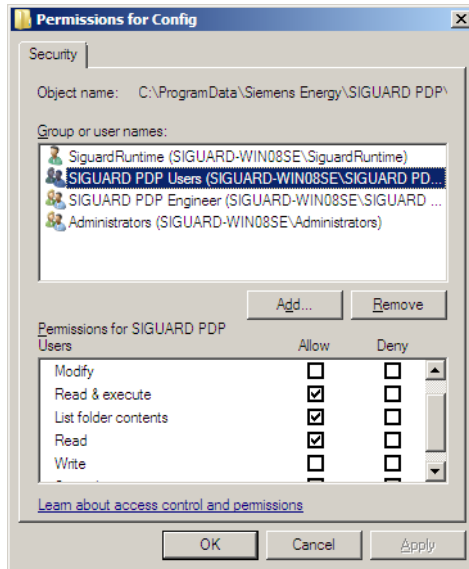 Permissions for Config
Security
Object name: C:\ProgramData\Siemens Energy\SIGUARD PDP\
Group or user names:
SiguardRuntime (SIGUARD-WIN08SE\SiguardRuntime)
SIGUARD PDP Users (SIGUARD-WIN08SE\SIGUARD PD...
SIGUARD PDP Engineer (SIGUARD-WIN08SE\SIGUARD ...
Administrators (SIGUARD-WIN08SE\Administrators)
Add... Remove
Permissions for SIGUARD PDP
Users Allow Deny
Modify
Read & execute
List folder contents
Read
Write
Learn about access control and permissions
OK Cancel Apply